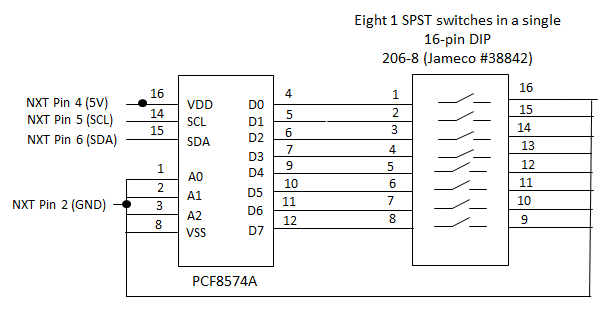 Eight 1 SPST switches in a single
16-pin DIP
206-8 (Jameco #38842)
NXT Pin 4 (5V) 16 VDD D0 4 1 16
NXT Pin 5 (SCL) 14 SCL D1 5 2 15
NXT Pin 6 (SDA) 15 SDA D2 6 3 14
D3 7 4 13
1 A0 D4 9 5 12
2 A1 D5 10 6 11
NXT Pin 2 (GND) 3 A2 D6 11 7 10
8 VSS D7 12 8 9
PCF8574A